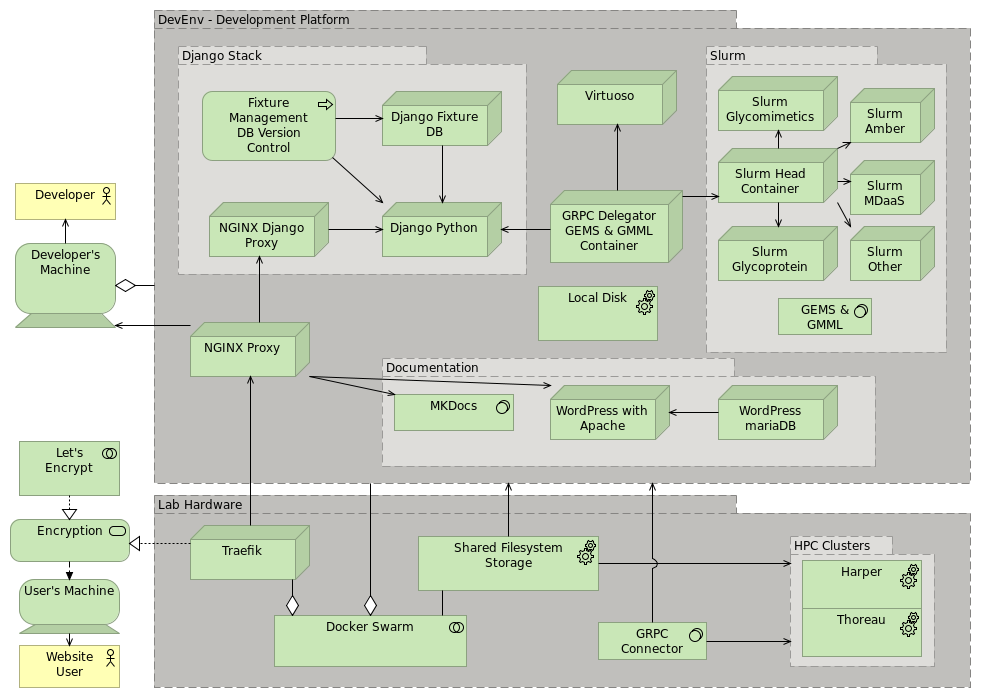 DevEnv - Development Platform
Django Stack
Fixture
Management
DB Version
Control
Django Fixture
DB
NGINX Django
Proxy
Django Python
Virtuoso
GRPC Delegator
GEMS & GMML
Container
Local Disk
Slurm
Slurm
Glycomimetics
Slurm
Amber
Slurm Head
Container
Slurm
MDaaS
Slurm
Glycoprotein
Slurm
Other
GEMS &
GMML
Developer
Developer's
Machine
NGINX Proxy
Documentation
MKDocs
WordPress with
Apache
WordPress
mariaDB
Let's
Encrypt
Encryption
User's Machine
Website
User
Lab Hardware
Traefik
Docker Swarm
Shared Filesystem
Storage
GRPC
Connector
HPC Clusters
Harper
Thoreau